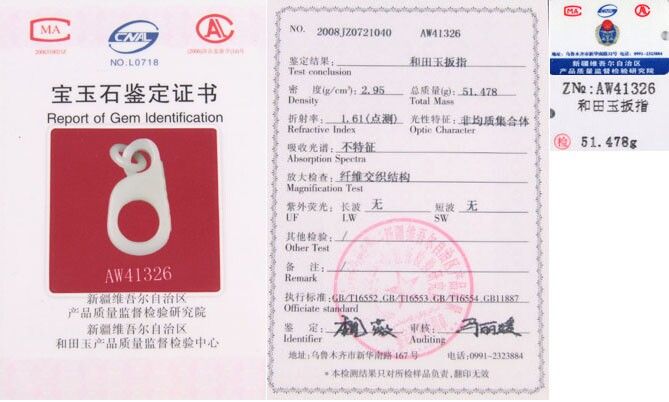 MA
CNAL
AC
2008JZ0721Z
NO.L0718
宝玉石鉴定证书
Report of Gem Identification
AW41326
新疆维吾尔自治区
产品质量监督检验研究院
新疆维吾尔自治区
和田玉产品质量监督检验中心
NO. 2008JZ0721040 AW41326
鉴定结果: 和田玉扳指
Test conclusion
密 度(g/cm³): 2.95 总质量(g): 51.478
Density Total Mass
折射率: 1.61(点测) 光性特征: 非均质集合体
Refractive Index Optic Character
吸收光谱: 不特征
Absorption Spectra
放大检查: 纤维交织结构
Magnification Test
紫外荧光: 长波 无 短波 无
UF LW SW
其他检验: /
Other Test
备 注: /
Remark
执行标准: GB/T16552 GB/T16553 GB/T16554 GB11887
Officiate standard
鉴 定: 审核:
Identifier Auditing
地址:乌鲁木齐市新华南路167号 电话:0991-2323884
*本检测结果只对所检样品负责,翻印无效
MA
AC
新疆维吾尔自治区
产品质量监督检验研究院
ZNo:AW41326
和田玉扳指
检 51.478g